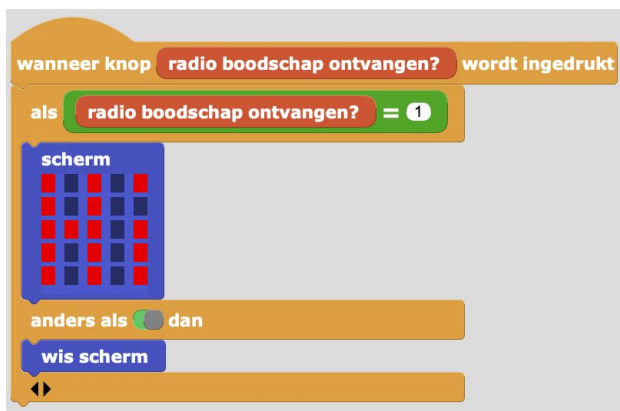 wanneer knop radio boodschap ontvangen? wordt ingedrukt
als radio boodschap ontvangen? = 1
scherm
anders als dan
wis scherm